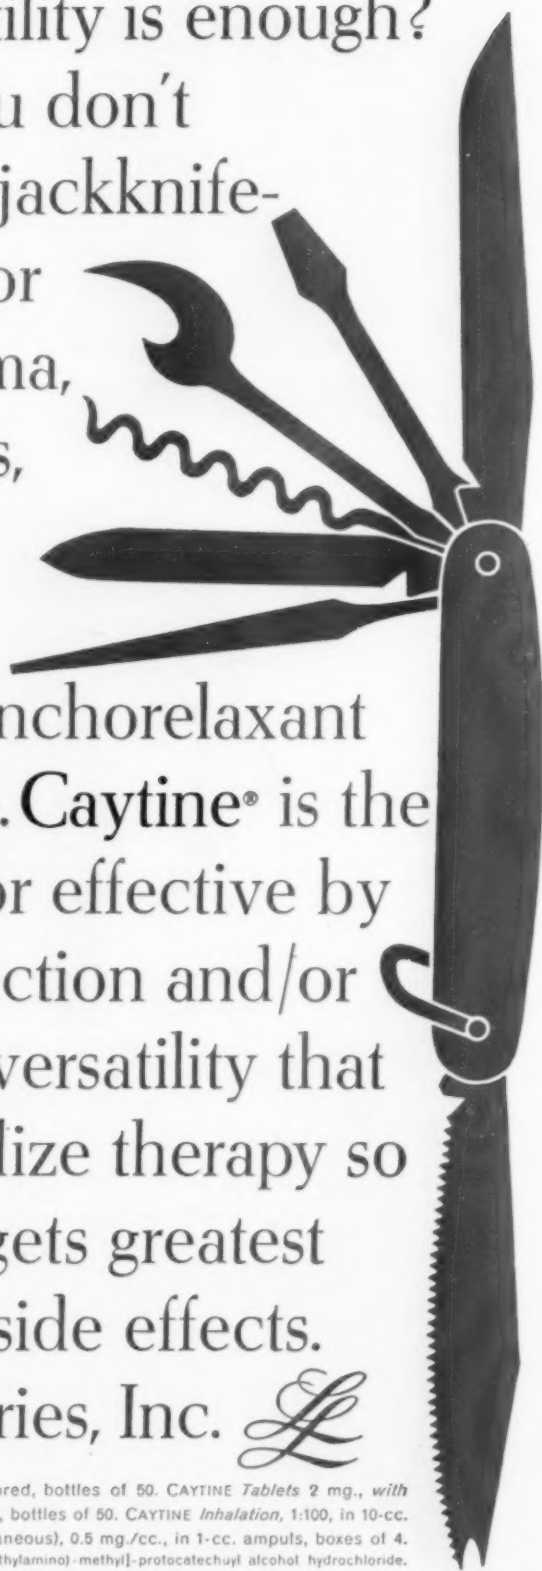 ility is enough?
u don't
jackknife-
or
ma,
s,
nchorelaxant
. Caytine® is the
or effective by
ction and/or
versatility that
lize therapy so
gets greatest
side effects.
ries, Inc. LL
red, bottles of 50. CAYTINE Tablets 2 mg., with
, bottles of 50. CAYTINE Inhalation, 1:100, in 10-cc.
aneous), 0.5 mg./cc., in 1-cc. ampuls, boxes of 4.
thylamino)-methyl]-protocatechuyl alcohol hydrochloride.